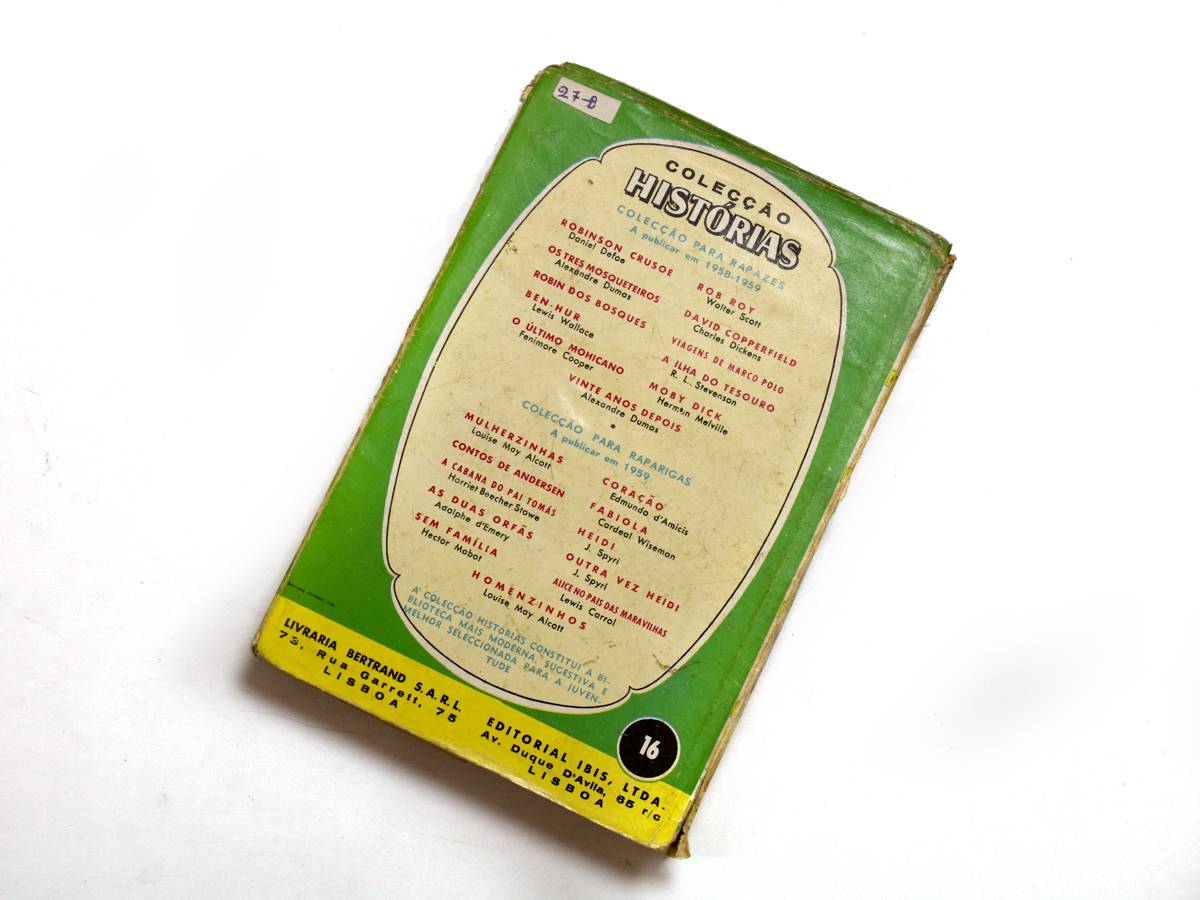 27-B
COLECÇÃO
HISTÓRIAS
COLECÇÃO PARA RAPAZES
A publicar em 1958-1959
ROBINSON CRUSOE
Daniel Defoe
OS TRES MOSQUETEIROS
Alexandre Dumas
ROBIN DOS BOSQUES
BEN-HUR
Lewis Wallace
O ÚLTIMO MOHICANO
Fenimore Cooper
ROB ROY
Walter Scott
DAVID COPPERFIELD
Charles Dickens
VIAGENS DE MARCO POLO
A ILHA DO TESOURO
R. L. Stevenson
MOBY DICK
Herman Melville
VINTE ANOS DEPOIS
Alexandre Dumas
COLECÇÃO PARA RAPARIGAS
A publicar em 1959
MULHERZINHAS
Louise May Alcott
CONTOS DE ANDERSEN
A CABANA DO PAI TOMÁS
Harriet Beecher Stowe
AS DUAS ORFÃS
Adolphe d'Emery
SEM FAMÍLIA
Hector Mabot
CORAÇÃO
Edmundo d'Amicis
FABIOLA
Cardeal Wiseman
HEIDI
J. Spyri
OUTRA VEZ HEIDI
J. Spyri
ALICE NO PAIS DAS MARAVILHAS
Lewis Carrol
HOMENZINHOS
Louise May Alcott
A COLECÇÃO HISTÓRIAS CONSTITUI A BI-
BLIOTECA MAIS MODERNA, SUGESTIVA E
MELHOR SELECCIONADA PARA A JUVEN-
TUDE
LIVRARIA BERTRAND S.A.R.L.
73, Rua Garrett, 75
LISBOA
EDITORIAL IBIS, LTDA.
Av. Duque D'Avila, 65 r/c
LISBOA
16